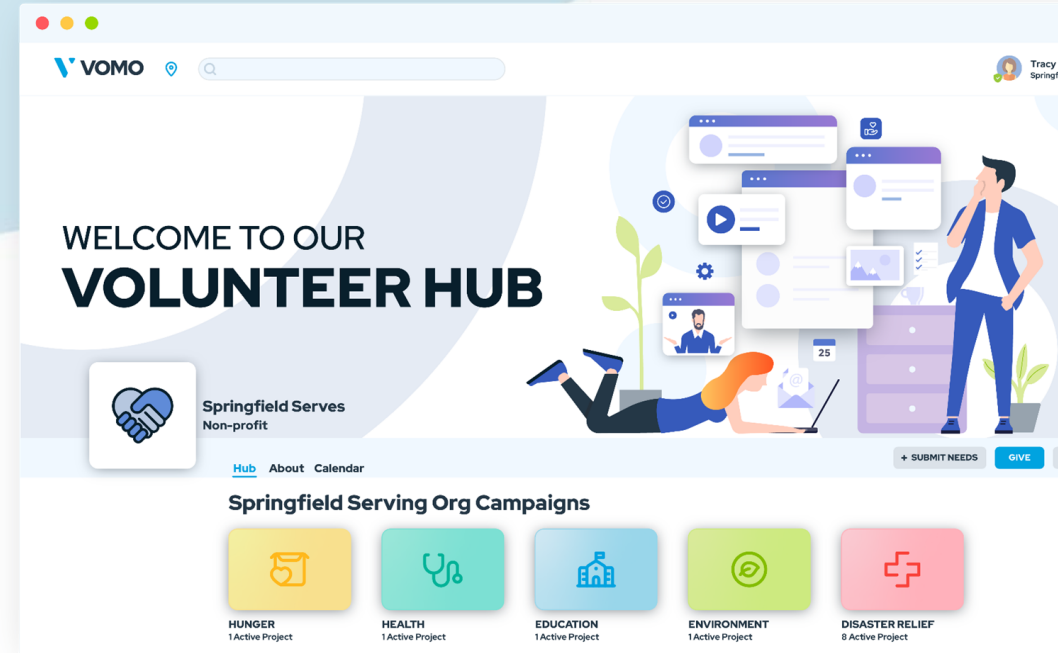 VOMO
Tracy
Springf
WELCOME TO OUR
VOLUNTEER HUB
25
@
Springfield Serves
Non-profit
Hub About Calendar
+ SUBMIT NEEDS GIVE
Springfield Serving Org Campaigns
HUNGER
1 Active Project
HEALTH
1 Active Project
EDUCATION
1 Active Project
ENVIRONMENT
1 Active Project
DISASTER RELIEF
8 Active Project